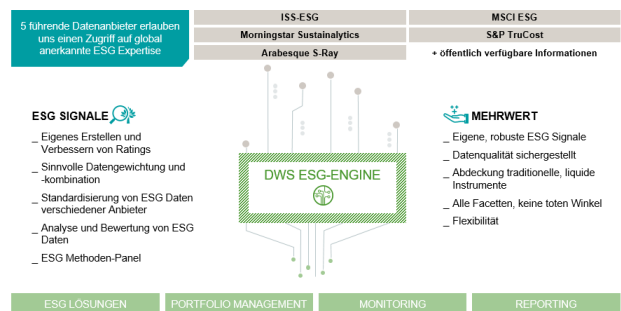 5 führende Datenanbieter erlauben
uns einen Zugriff auf global
anerkannte ESG Expertise
ISS-ESG
MSCI ESG
Morningstar Sustainalytics
S&P TruCost
Arabesque S-Ray
+ öffentlich verfügbare Informationen
ESG SIGNALE
_ Eigenes Erstellen und
Verbessern von Ratings
_ Sinnvolle Datengewichtung und
-kombination
_ Standardisierung von ESG Daten
verschiedener Anbieter
_ Analyse und Bewertung von ESG
Daten
_ ESG Methoden-Panel
DWS ESG-ENGINE
MEHRWERT
_ Eigene, robuste ESG Signale
_ Datenqualität sichergestellt
_ Abdeckung traditionelle, liquide
Instrumente
_ Alle Facetten, keine toten Winkel
_ Flexibilität
ESG LÖSUNGEN
PORTFOLIO MANAGEMENT
MONITORING
REPORTING